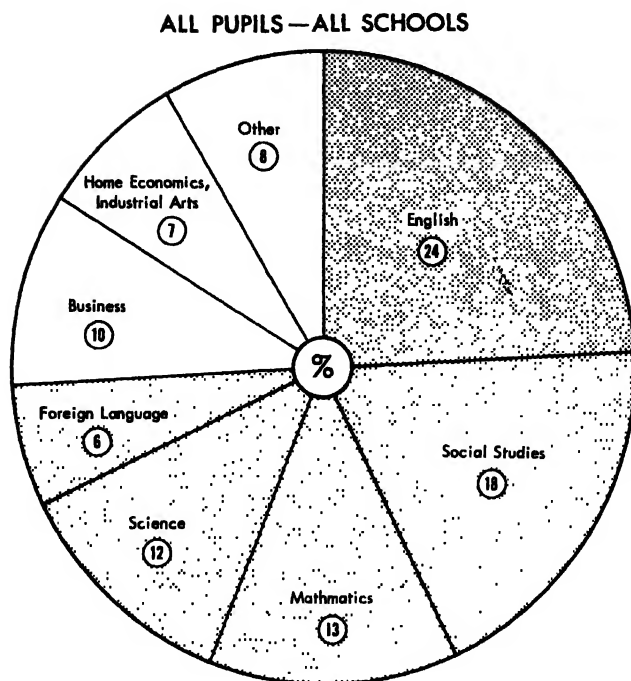 ALL PUPILS—ALL SCHOOLS
Other
8
Home Economics,
Industrial Arts
7
English
24
Business
10
%
Foreign Language
6
Social Studies
18
Science
12
Mathmatics
13